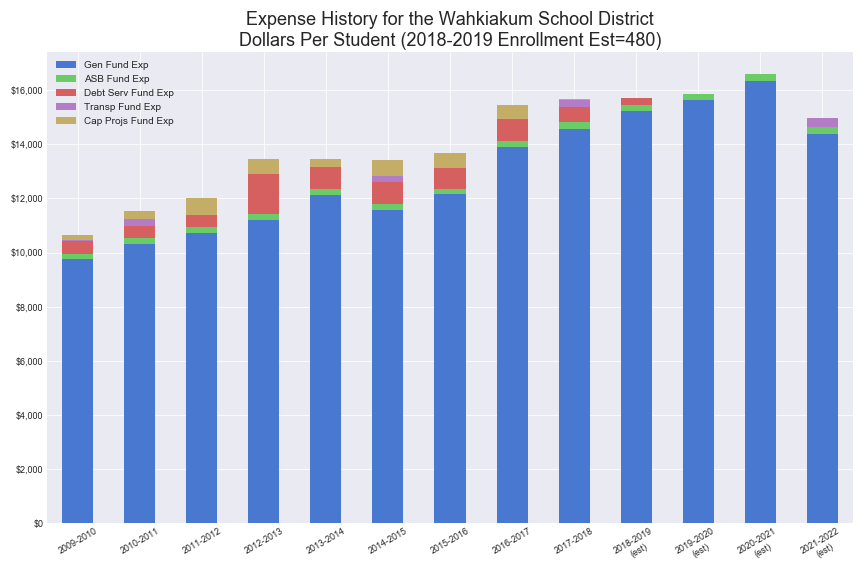 Expense History for the Wahkiakum School District
Dollars Per Student (2018-2019 Enrollment Est=480)
Gen Fund Exp
ASB Fund Exp
Debt Serv Fund Exp
Transp Fund Exp
Cap Projs Fund Exp
$16,000
$14,000
$12,000
$10,000
$8,000
$6,000
$4,000
$2,000
$0
2009-2010
2010-2011
2011-2012
2012-2013
2013-2014
2014-2015
2015-2016
2016-2017
2017-2018
2018-2019
(est)
2019-2020
(est)
2020-2021
(est)
2021-2022
(est)